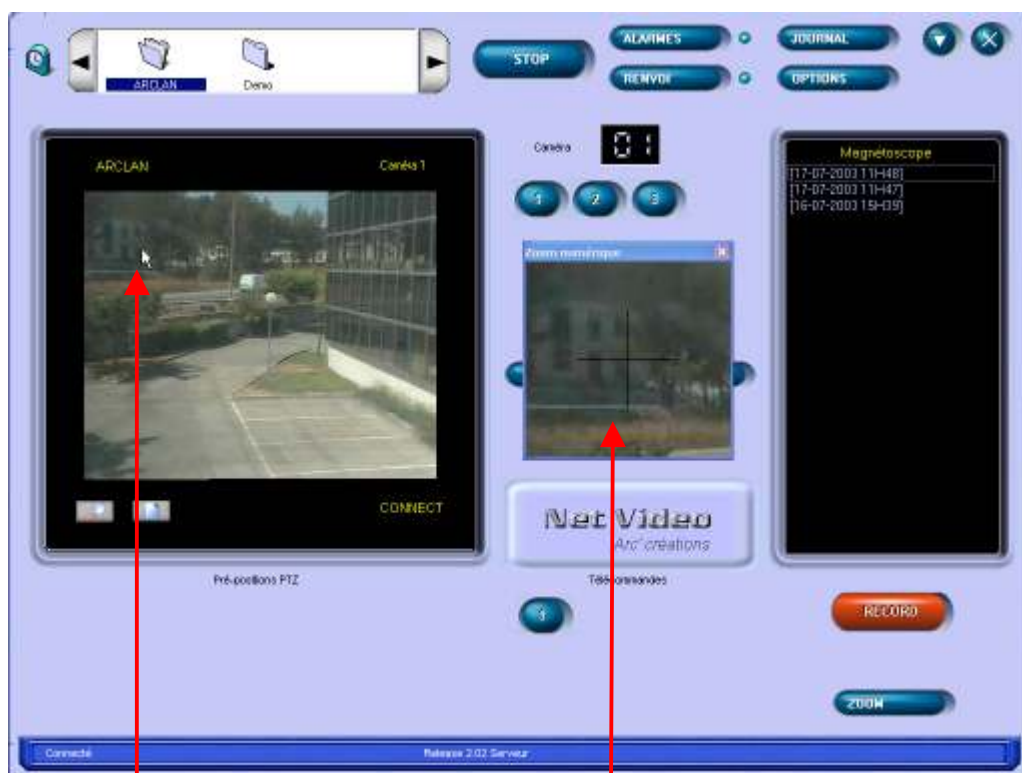 ARCLAN
Demo
STOP
ALARMES
RENVOI
JOURNAL
OPTIONS
ARCLAN
Caméra 1
CONNECT
Caméra
01
1
2
3
Zoom numérique
Net Video
Arc' créations
Magnétoscope
[17-07-2003 11H48]
[17-07-2003 11H47]
[16-07-2003 15H39]
Pré-positions PTZ
Télécommandes
RECORD
ZOOM
Connecté
Release 2.02 Serveur